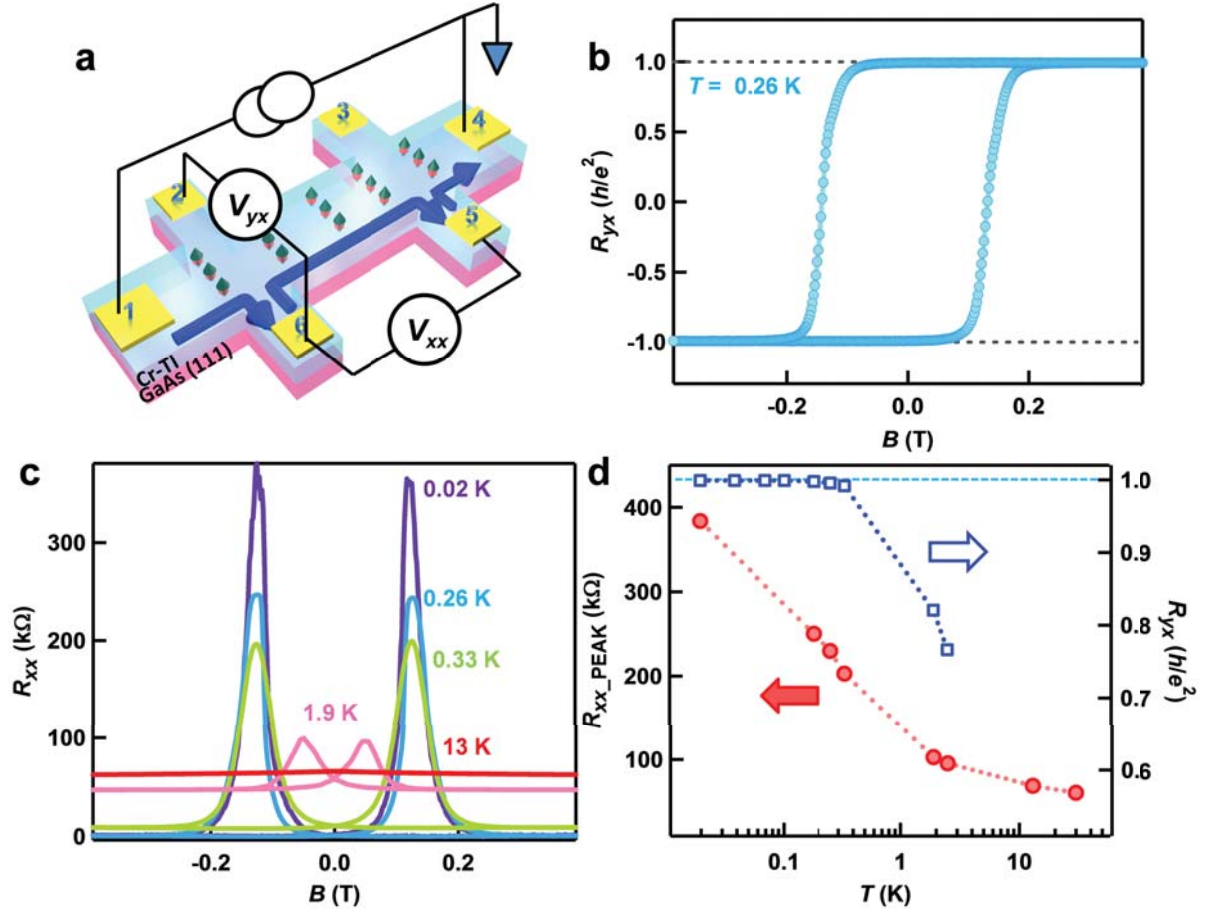 a
3
4
2
V_yx
5
1
6
V_xx
Cr-TI
GaAs (111)
b
T = 0.26 K
1.0
0.5
0.0
-0.5
-1.0
R_yx (h/e²)
-0.2
0.0
0.2
B (T)
c
0.02 K
0.26 K
0.33 K
1.9 K
13 K
300
200
100
0
R_xx (kΩ)
-0.2
0.0
0.2
B (T)
d
400
300
200
100
R_xx_PEAK (kΩ)
1.0
0.9
0.8
0.7
0.6
R_yx (h/e²)
0.1
1
10
T (K)